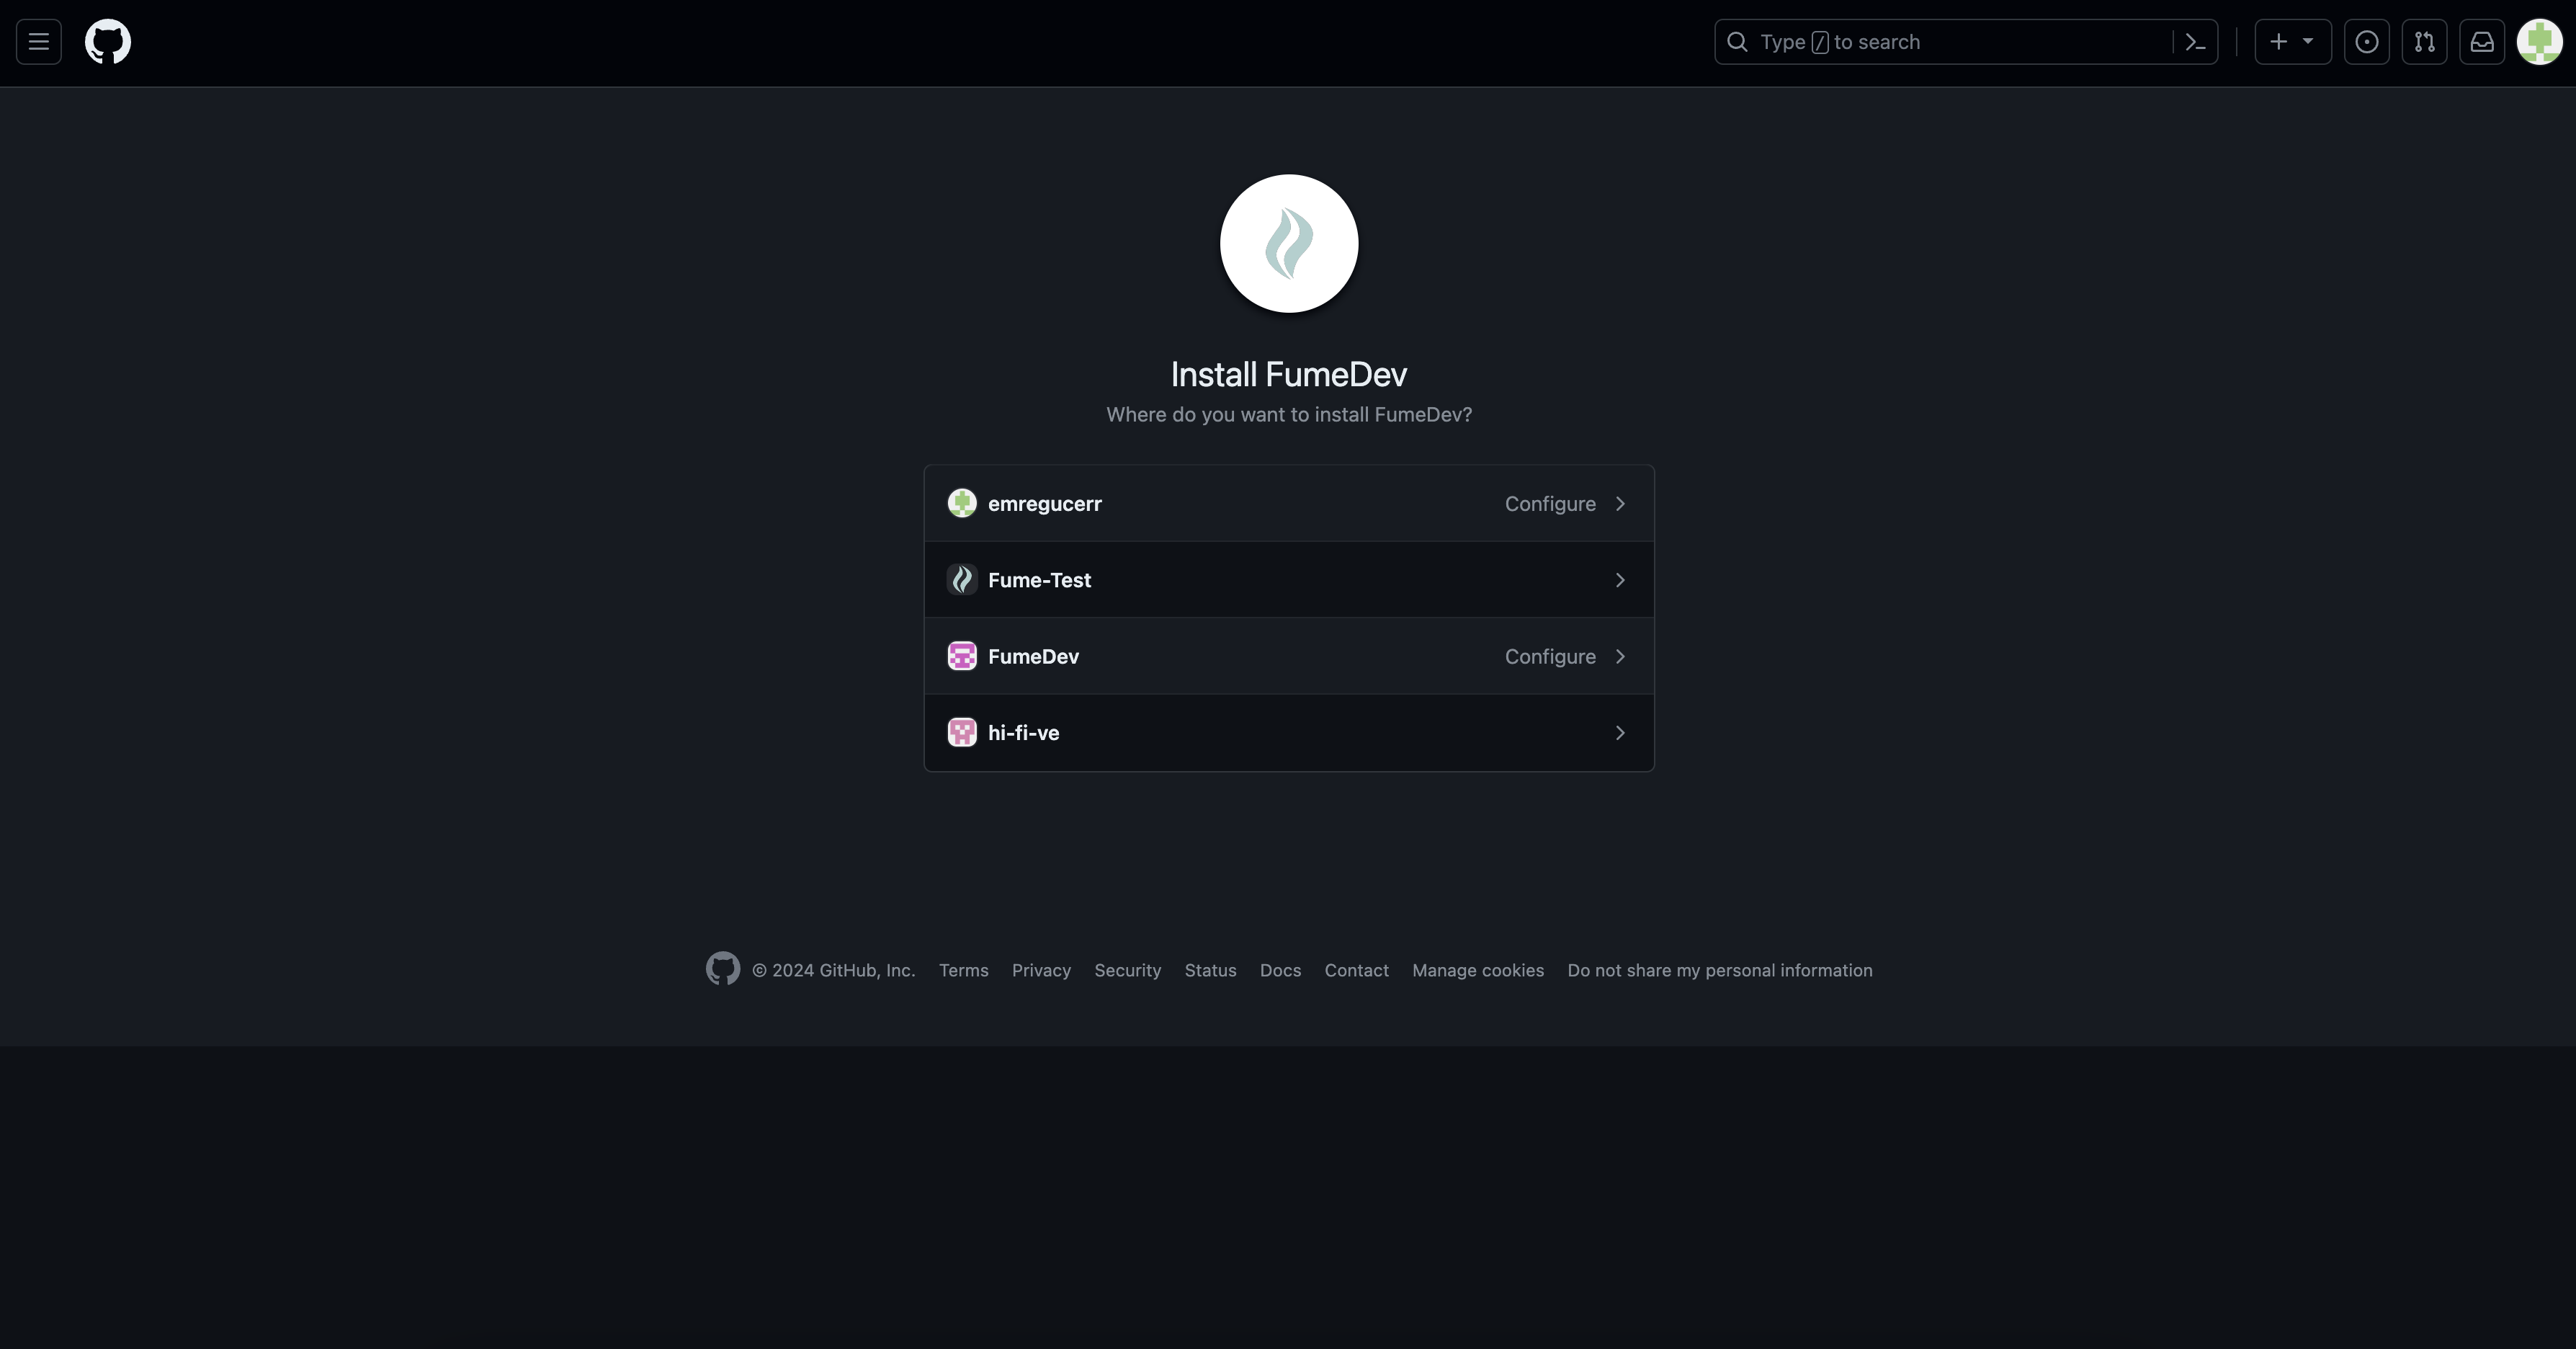 Type / to search
Install FumeDev
Where do you want to install FumeDev?
emregucerr Configure
Fume-Test
FumeDev Configure
hi-fi-ve
© 2024 GitHub, Inc. Terms Privacy Security Status Docs Contact Manage cookies Do not share my personal information